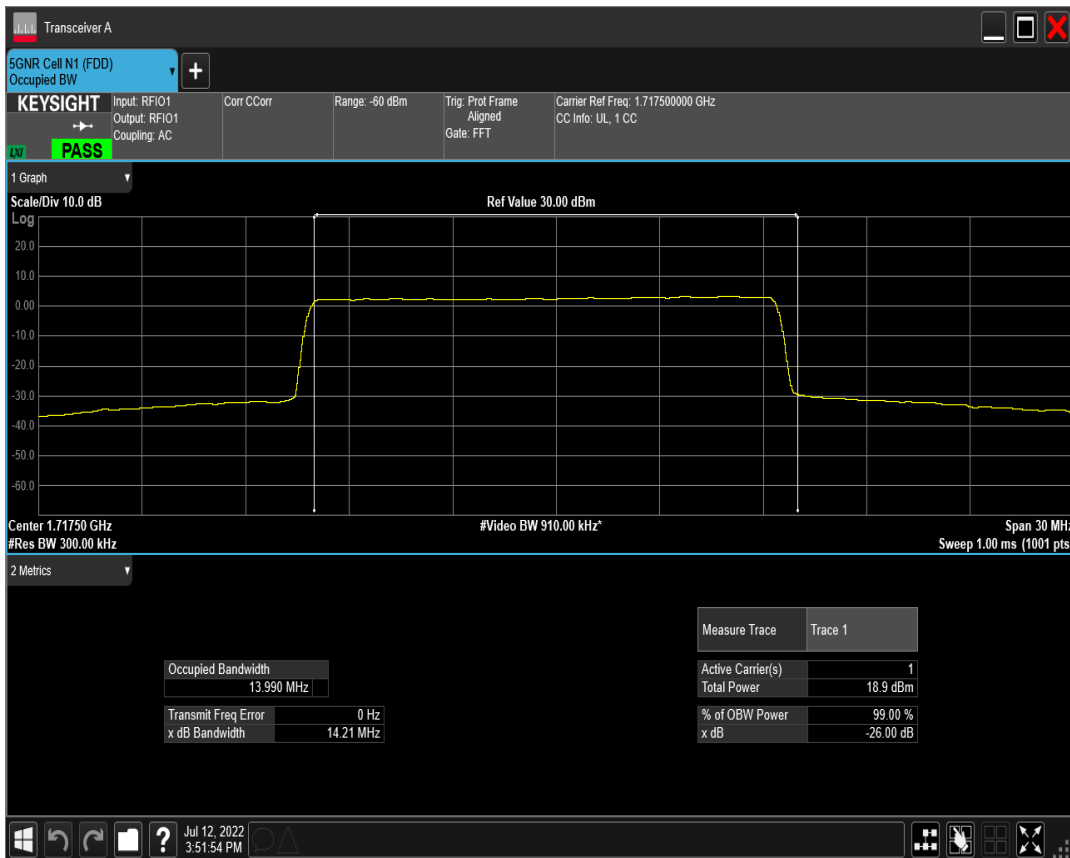 Transceiver A
5GNR Cell N1 (FDD)
Occupied BW
+
KEYSIGHT
LXI
PASS
Input: RFIO1
Output: RFIO1
Coupling: AC
Corr CCorr
Range: -60 dBm
Trig: Prot Frame
Aligned
Gate: FFT
Carrier Ref Freq: 1.717500000 GHz
CC Info: UL, 1 CC
1 Graph
Scale/Div 10.0 dB
Ref Value 30.00 dBm
Log
20.0
10.0
0.00
-10.0
-20.0
-30.0
-40.0
-50.0
-60.0
Center 1.71750 GHz
#Video BW 910.00 kHz*
Span 30 MHz
#Res BW 300.00 kHz
Sweep 1.00 ms (1001 pts
2 Metrics
Measure Trace Trace 1
Occupied Bandwidth
13.990 MHz
Active Carrier(s) 1
Total Power 18.9 dBm
Transmit Freq Error 0 Hz
x dB Bandwidth 14.21 MHz
% of OBW Power 99.00 %
x dB -26.00 dB
?
Jul 12, 2022
3:51:54 PM